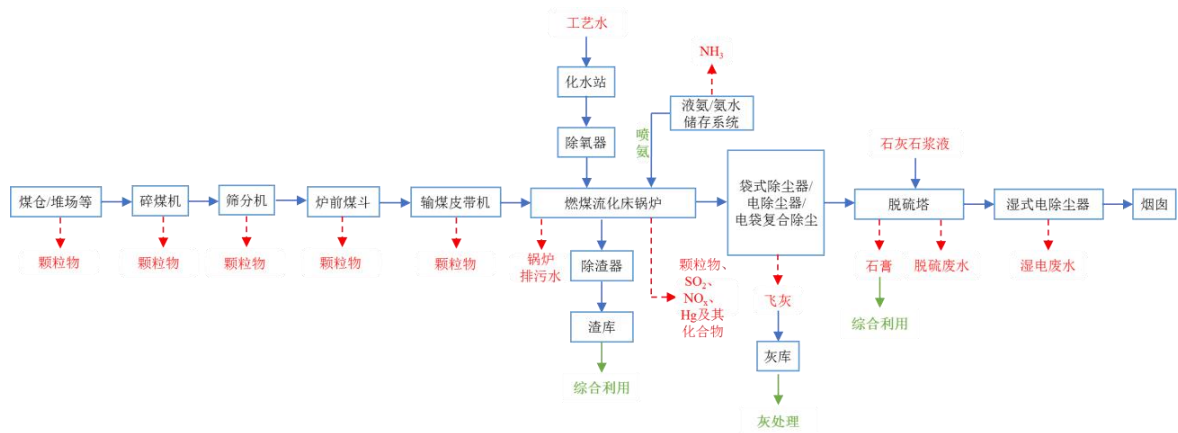 工艺水
NH₃
化水站
液氨/氨水
储存系统
喷
氨
除氧器
石灰石浆液
煤仓/堆场等
碎煤机
筛分机
炉前煤斗
输煤皮带机
燃煤流化床锅炉
袋式除尘器/
电除尘器/
电袋复合除尘
脱硫塔
湿式电除尘器
烟囱
颗粒物
颗粒物
颗粒物
颗粒物
颗粒物
锅炉
排污水
除渣器
颗粒物、
SO₂、
NOₓ、
Hg及其
化合物
飞灰
石膏
脱硫废水
湿电废水
渣库
综合利用
灰库
综合利用
灰处理